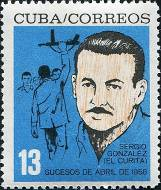 CUBA/CORREOS
SERGIO
GONZALEZ
(EL CURITA)
13
SUCESOS DE ABRIL DE 1958